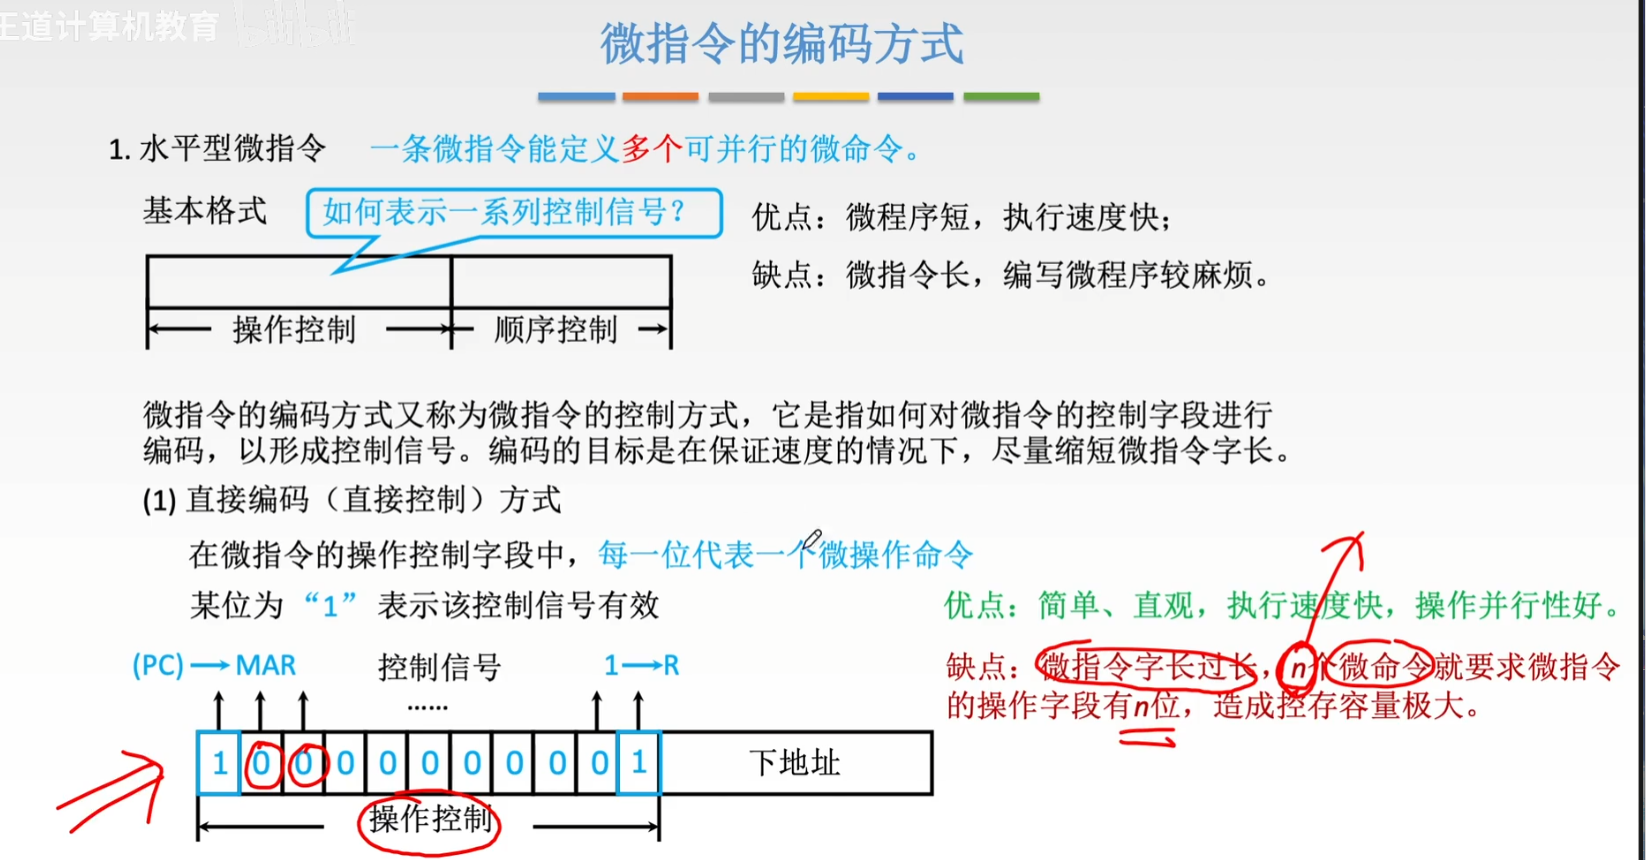 王道计算机教育 bilibili
微指令的编码方式
1. 水平型微指令 一条微指令能定义多个可并行的微命令。
基本格式 如何表示一系列控制信号？ 优点：微程序短，执行速度快；
缺点：微指令长，编写微程序较麻烦。
操作控制 顺序控制
微指令的编码方式又称为微指令的控制方式，它是指如何对微指令的控制字段进行
编码，以形成控制信号。编码的目标是在保证速度的情况下，尽量缩短微指令字长。
(1) 直接编码（直接控制）方式
在微指令的操作控制字段中，每一位代表一个微操作命令
某位为“1”表示该控制信号有效
优点：简单、直观，执行速度快，操作并行性好。
缺点：微指令字长过长，n个微命令就要求微指令
的操作字段有n位，造成控存容量极大。
(PC)→MAR 控制信号 1→R
……
1 0 0 0 0 0 0 0 0 0 1 下地址
操作控制